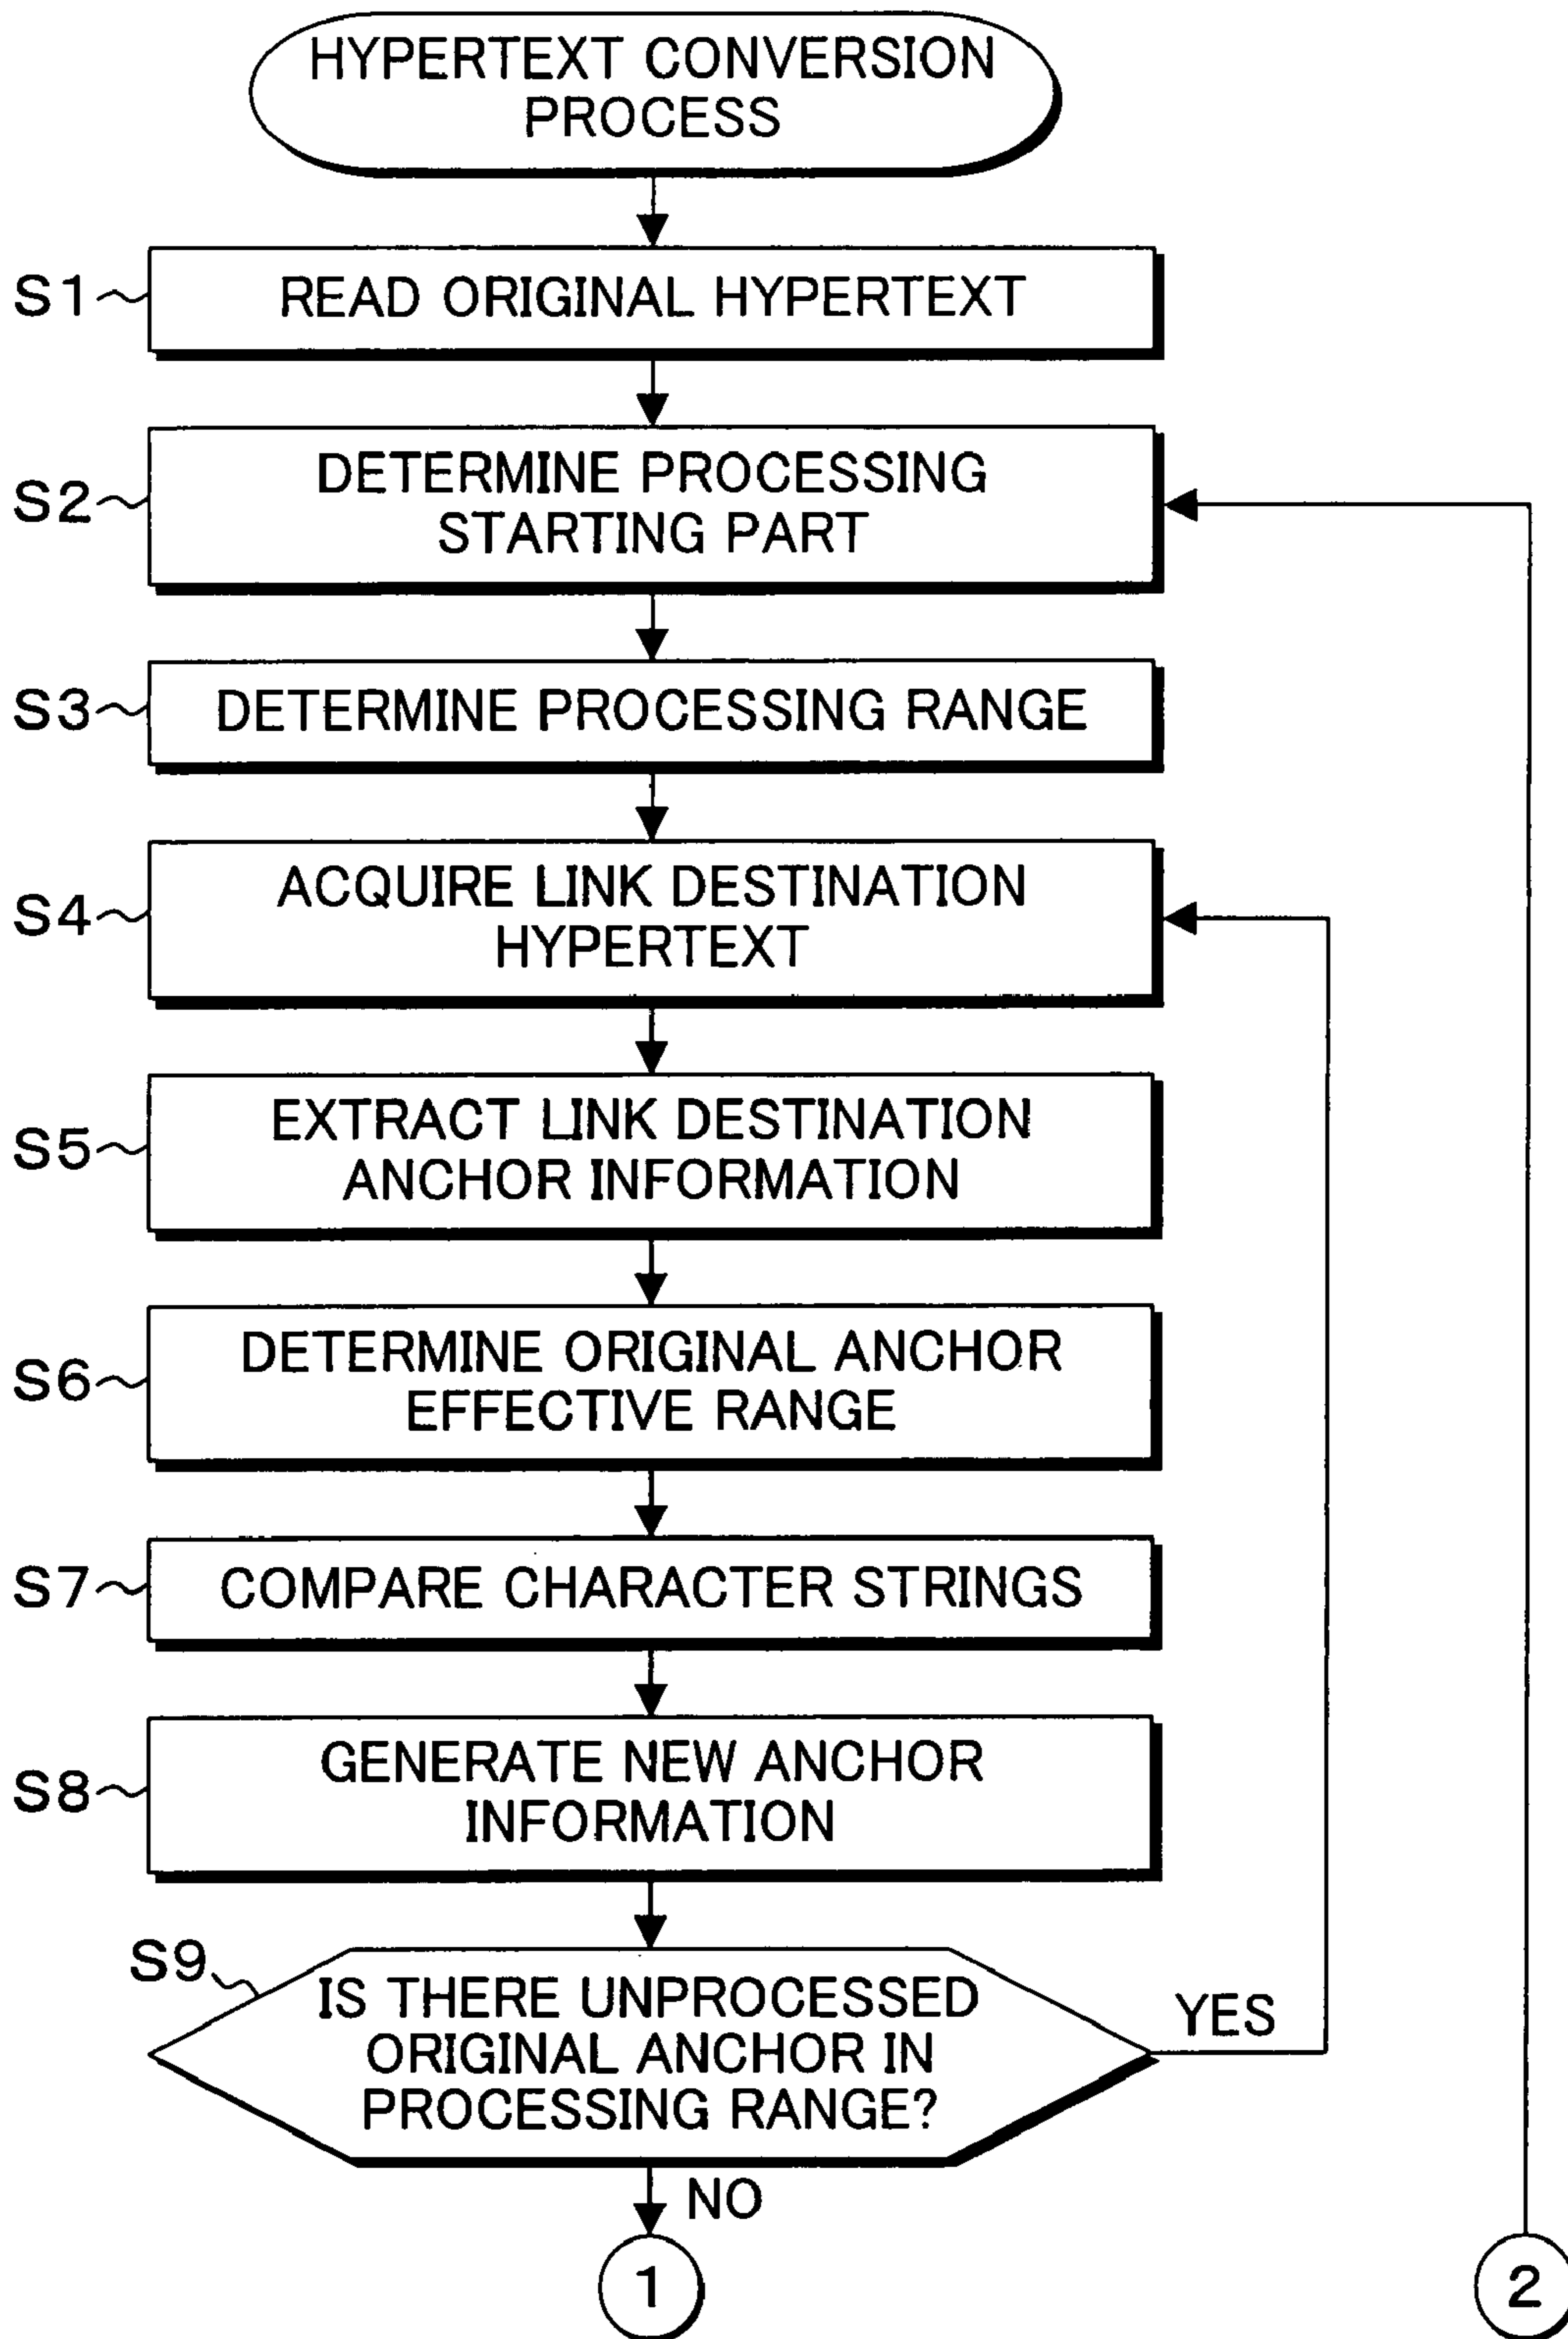 HYPERTEXT CONVERSION
PROCESS
S1
READ ORIGINAL HYPERTEXT
S2
DETERMINE PROCESSING
STARTING PART
S3
DETERMINE PROCESSING RANGE
S4
ACQUIRE LINK DESTINATION
HYPERTEXT
S5
EXTRACT LINK DESTINATION
ANCHOR INFORMATION
S6
DETERMINE ORIGINAL ANCHOR
EFFECTIVE RANGE
S7
COMPARE CHARACTER STRINGS
S8
GENERATE NEW ANCHOR
INFORMATION
S9
IS THERE UNPROCESSED
ORIGINAL ANCHOR IN
PROCESSING RANGE?
YES
NO
1
2